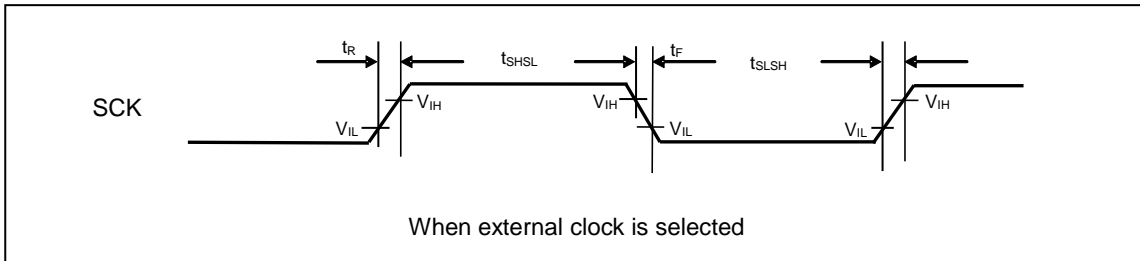 tR tSHSL tF tSLSH
SCK VIL VIH VIH VIL VIL VIH
When external clock is selected